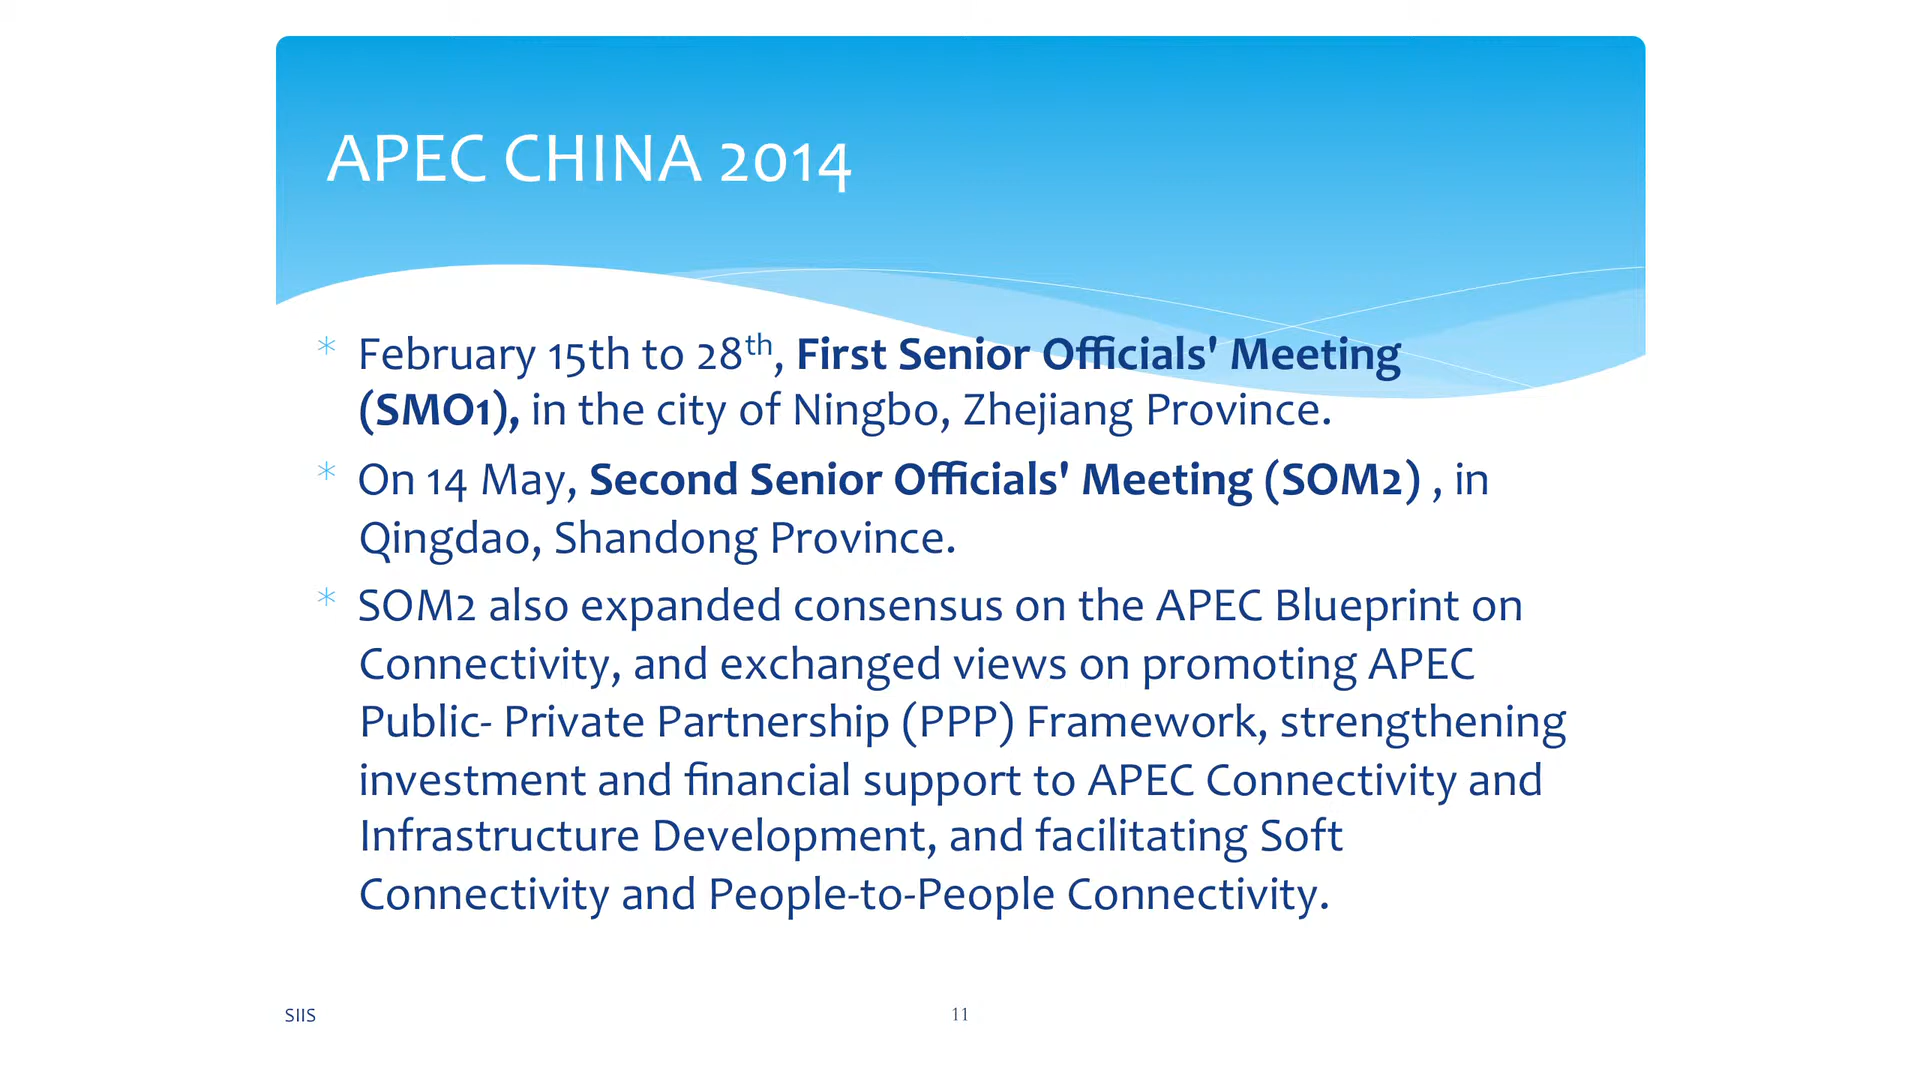 APEC CHINA 2014
* February 15th to 28th, First Senior Officials' Meeting
(SMO1), in the city of Ningbo, Zhejiang Province.
* On 14 May, Second Senior Officials' Meeting (SOM2) , in
Qingdao, Shandong Province.
* SOM2 also expanded consensus on the APEC Blueprint on
Connectivity, and exchanged views on promoting APEC
Public- Private Partnership (PPP) Framework, strengthening
investment and financial support to APEC Connectivity and
Infrastructure Development, and facilitating Soft
Connectivity and People-to-People Connectivity.
SIIS
11